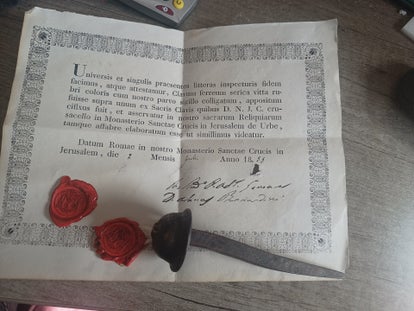 Universis et singulis praesentes litteras inspecturis fidem
facimus, atque attestamur, Clavum ferreum serica vitta ru
bri coloris cum nostro parvo sigillo colligatum, appositum
fuisse supra unum ex Sacris Clavis quibus D. N. J. C. cru
cifixus fuit, et asservatur in nostro sacrarum Reliquiarum
sacello in Monasterio Sanctae Crucis in Jerusalem de Urbe,
tamquo affabre elaboratum esse ut simillimus videatur.
Datum Romae in nostro Monasterio Sanctae Crucis in
Jerusalem, die 2 Mensis Anno 18